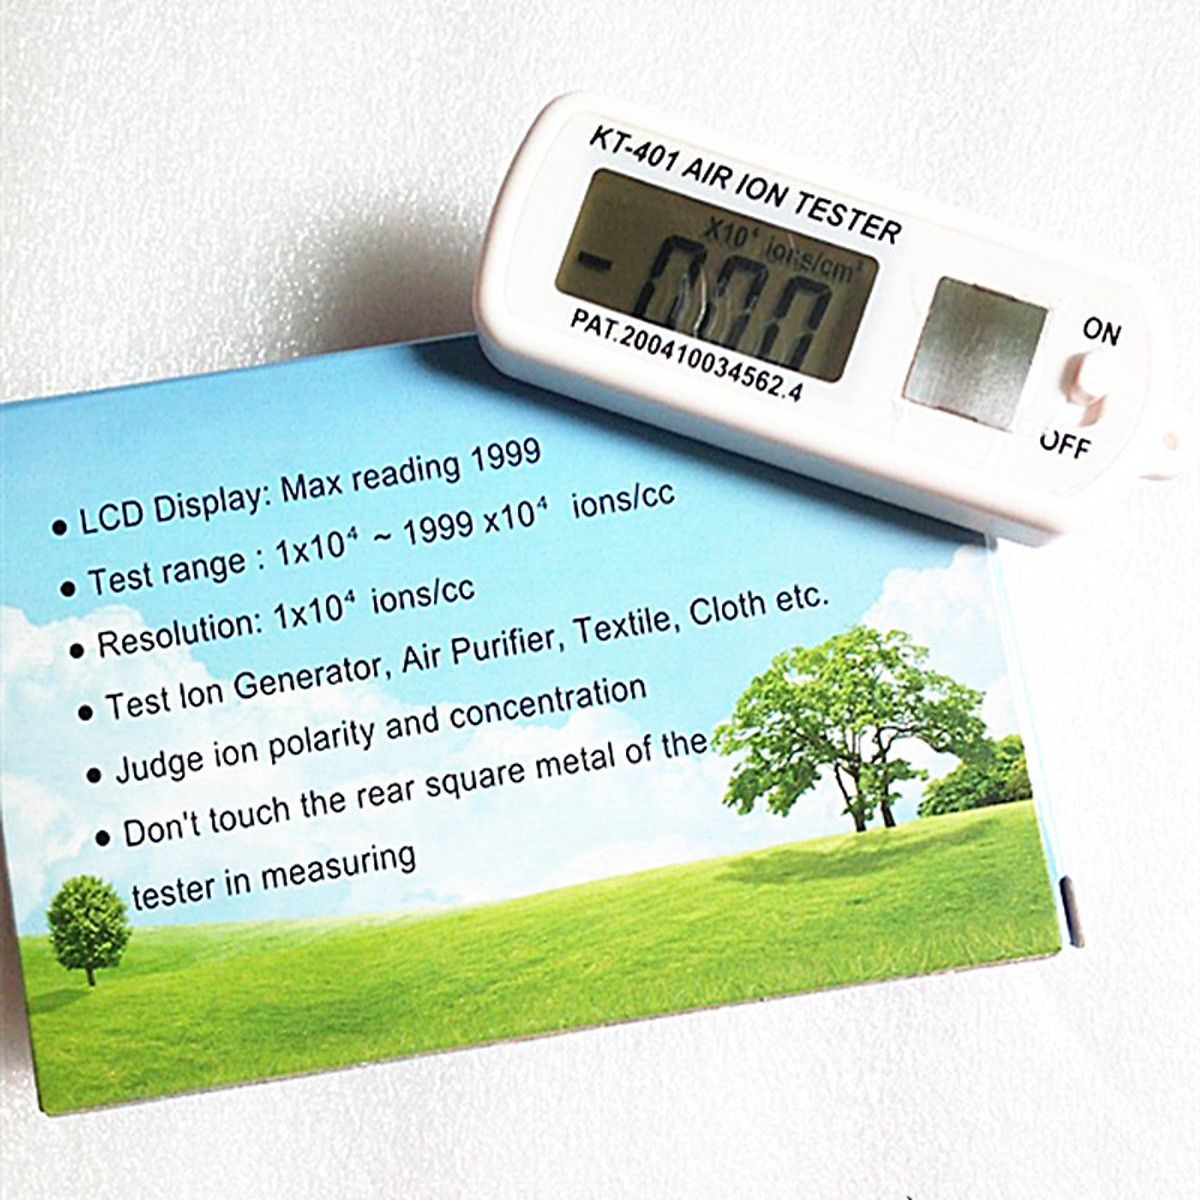 KT-401 AIR ION TESTER
X10⁴ ions/cm³
- 000
PAT.200410034562.4
ON
OFF
● LCD Display: Max reading 1999
● Test range : 1x10⁴ ~ 1999 x10⁴ ions/cc
● Resolution: 1x10⁴ ions/cc
● Test Ion Generator, Air Purifier, Textile, Cloth etc.
● Judge ion polarity and concentration
● Don't touch the rear square metal of the
tester in measuring